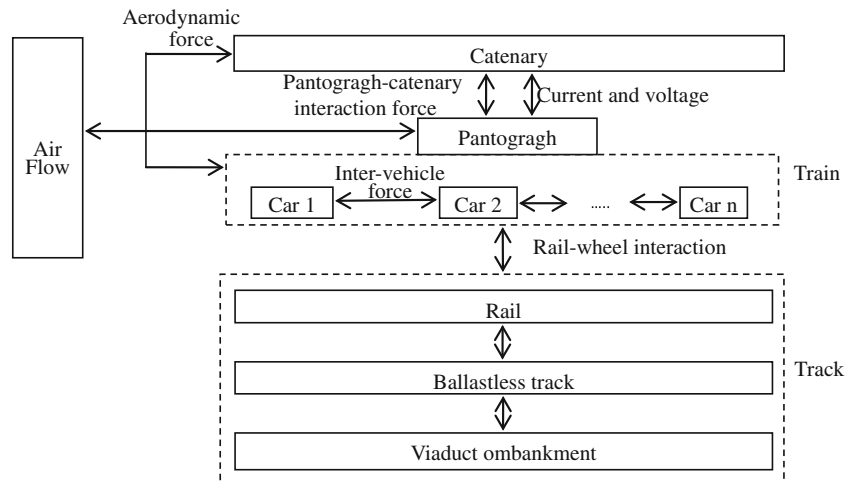 Aerodynamic
force
Catenary
Pantogragh-catenary
interaction force
Current and voltage
Air
Flow
Pantogragh
Train
Inter-vehicle
force
Car 1
Car 2
.....
Car n
Rail-wheel interaction
Rail
Ballastless track
Track
Viaduct ombankment